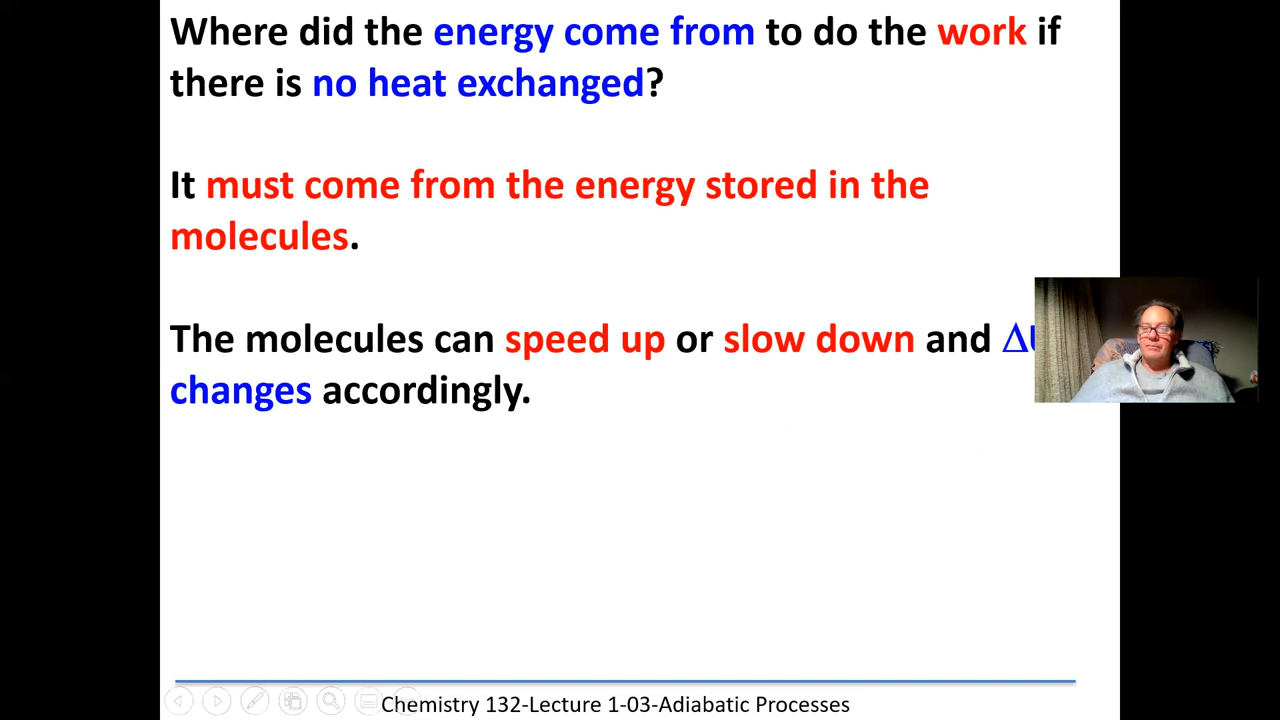 Where did the energy come from to do the work if
there is no heat exchanged?
It must come from the energy stored in the
molecules.
The molecules can speed up or slow down and
changes accordingly.
Chemistry 132-Lecture 1-03-Adiabatic Processes